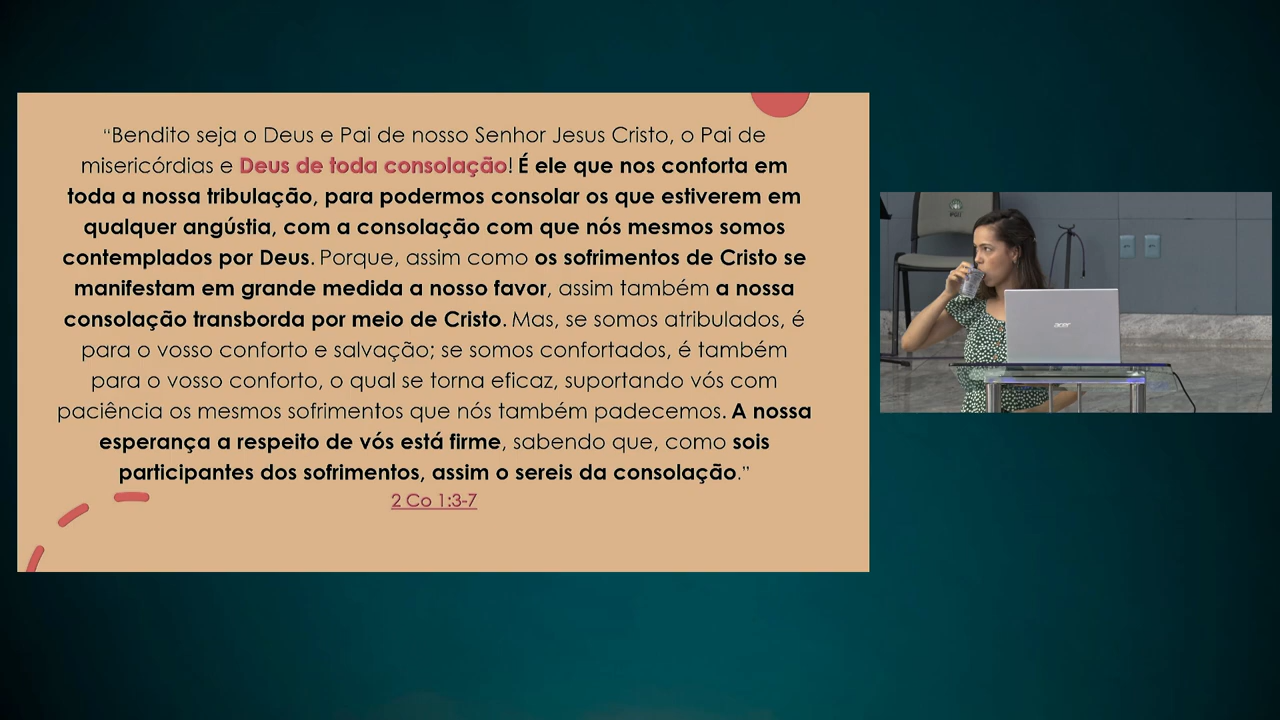 “Bendito seja o Deus e Pai de nosso Senhor Jesus Cristo, o Pai de
misericórdias e Deus de toda consolação! É ele que nos conforta em
toda a nossa tribulação, para podermos consolar os que estiverem em
qualquer angústia, com a consolação com que nós mesmos somos
contemplados por Deus. Porque, assim como os sofrimentos de Cristo se
manifestam em grande medida a nosso favor, assim também a nossa
consolação transborda por meio de Cristo. Mas, se somos atribulados, é
para o vosso conforto e salvação; se somos confortados, é também
para o vosso conforto, o qual se torna eficaz, suportando vós com
paciência os mesmos sofrimentos que nós também padecemos. A nossa
esperança a respeito de vós está firme, sabendo que, como sois
participantes dos sofrimentos, assim o sereis da consolação.”
2 Co 1:3-7
acer